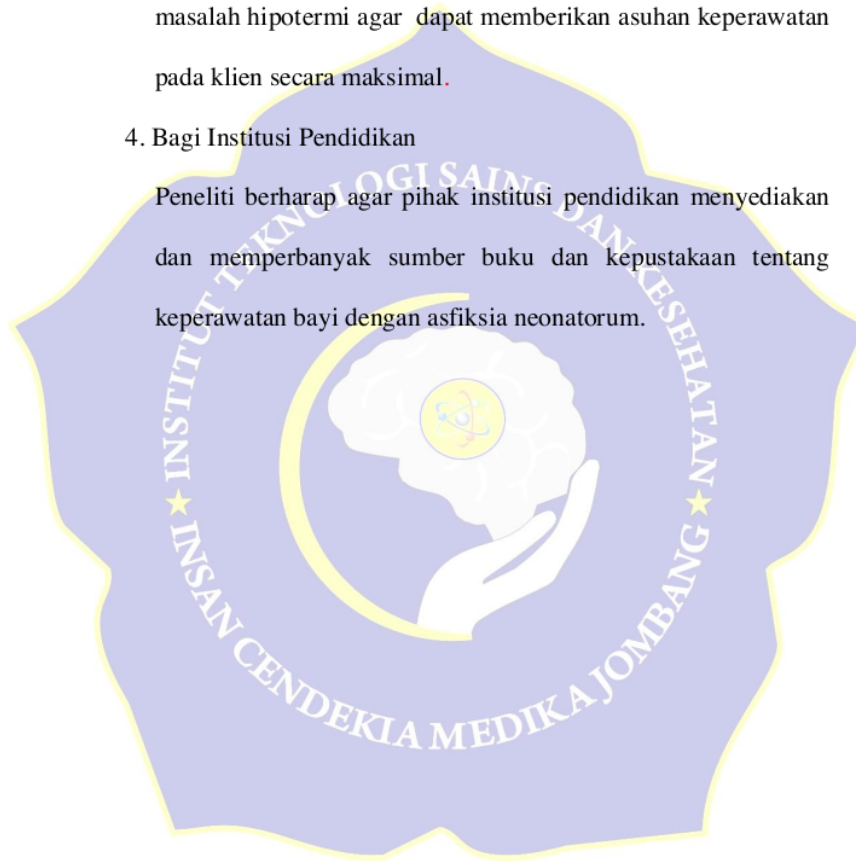 masalah hipotermi agar dapat memberikan asuhan keperawatan
pada klien secara maksimal.
4. Bagi Institusi Pendidikan
Peneliti berharap agar pihak institusi pendidikan menyediakan
dan memperbanyak sumber buku dan kepustakaan tentang
keperawatan bayi dengan asfiksia neonatorum.
INSTITUT TEKNOLOGI SAINS DAN KESEHATAN
INSAN CENDEKIA MEDIKA JOMBANG